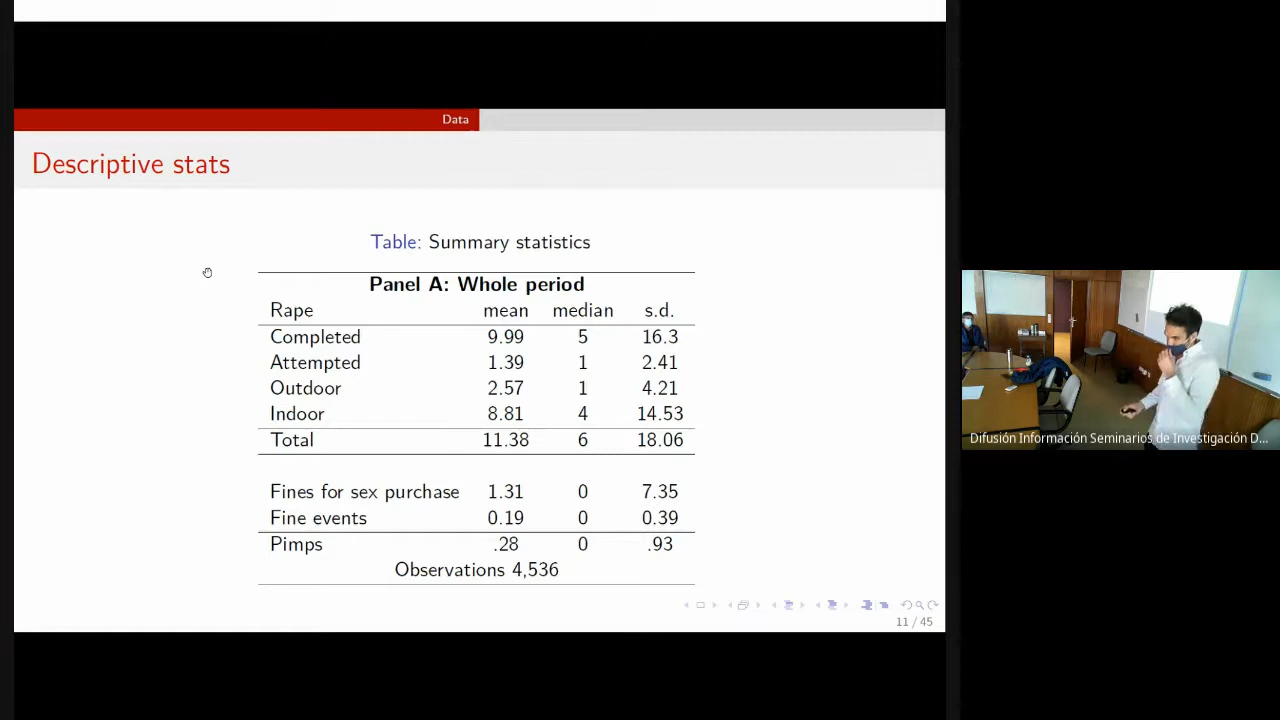 Data
Descriptive stats
Table: Summary statistics
Panel A: Whole period
Rape mean median s.d.
Completed 9.99 5 16.3
Attempted 1.39 1 2.41
Outdoor 2.57 1 4.21
Indoor 8.81 4 14.53
Total 11.38 6 18.06
Fines for sex purchase 1.31 0 7.35
Fine events 0.19 0 0.39
Pimps .28 0 .93
Observations 4,536
11 / 45
Difusión Información Seminarios de Investigación D...